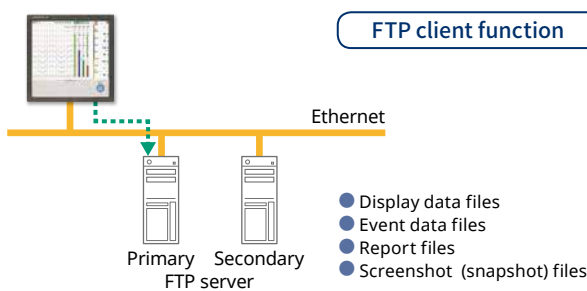 FTP client function
Ethernet
Primary Secondary
FTP server
Display data files
Event data files
Report files
Screenshot (snapshot) files